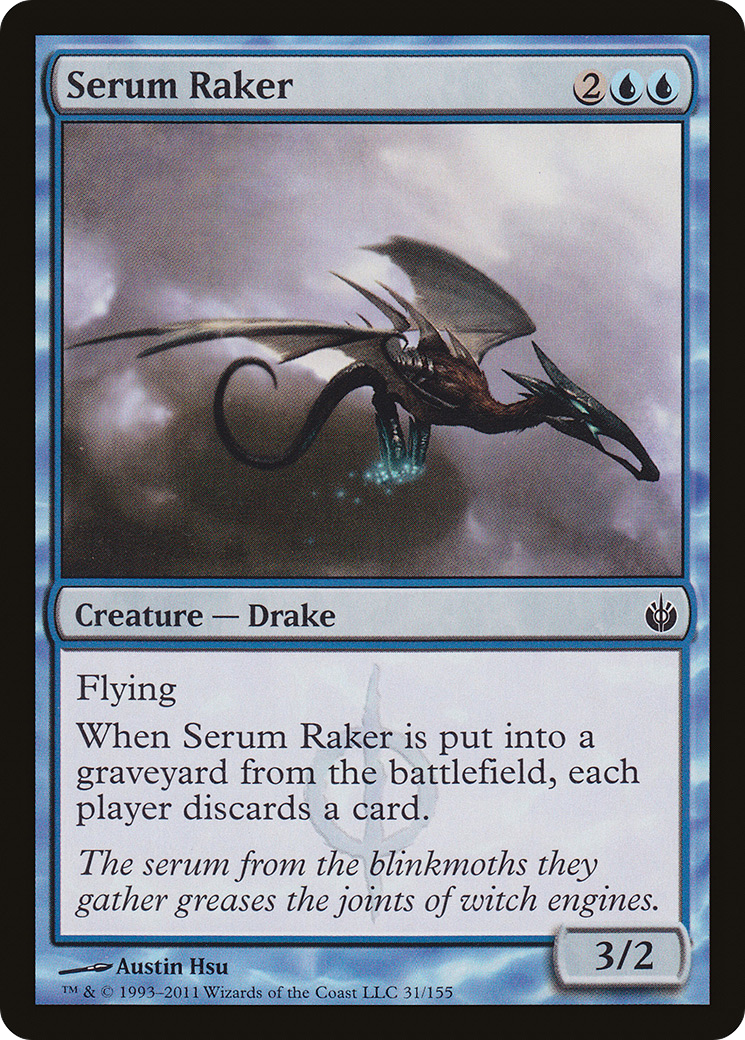 Serum Raker 2
Creature — Drake
Flying
When Serum Raker is put into a
graveyard from the battlefield, each
player discards a card.
The serum from the blinkmoths they
gather greases the joints of witch engines.
3/2
Austin Hsu
™ & © 1993–2011 Wizards of the Coast LLC 31/155